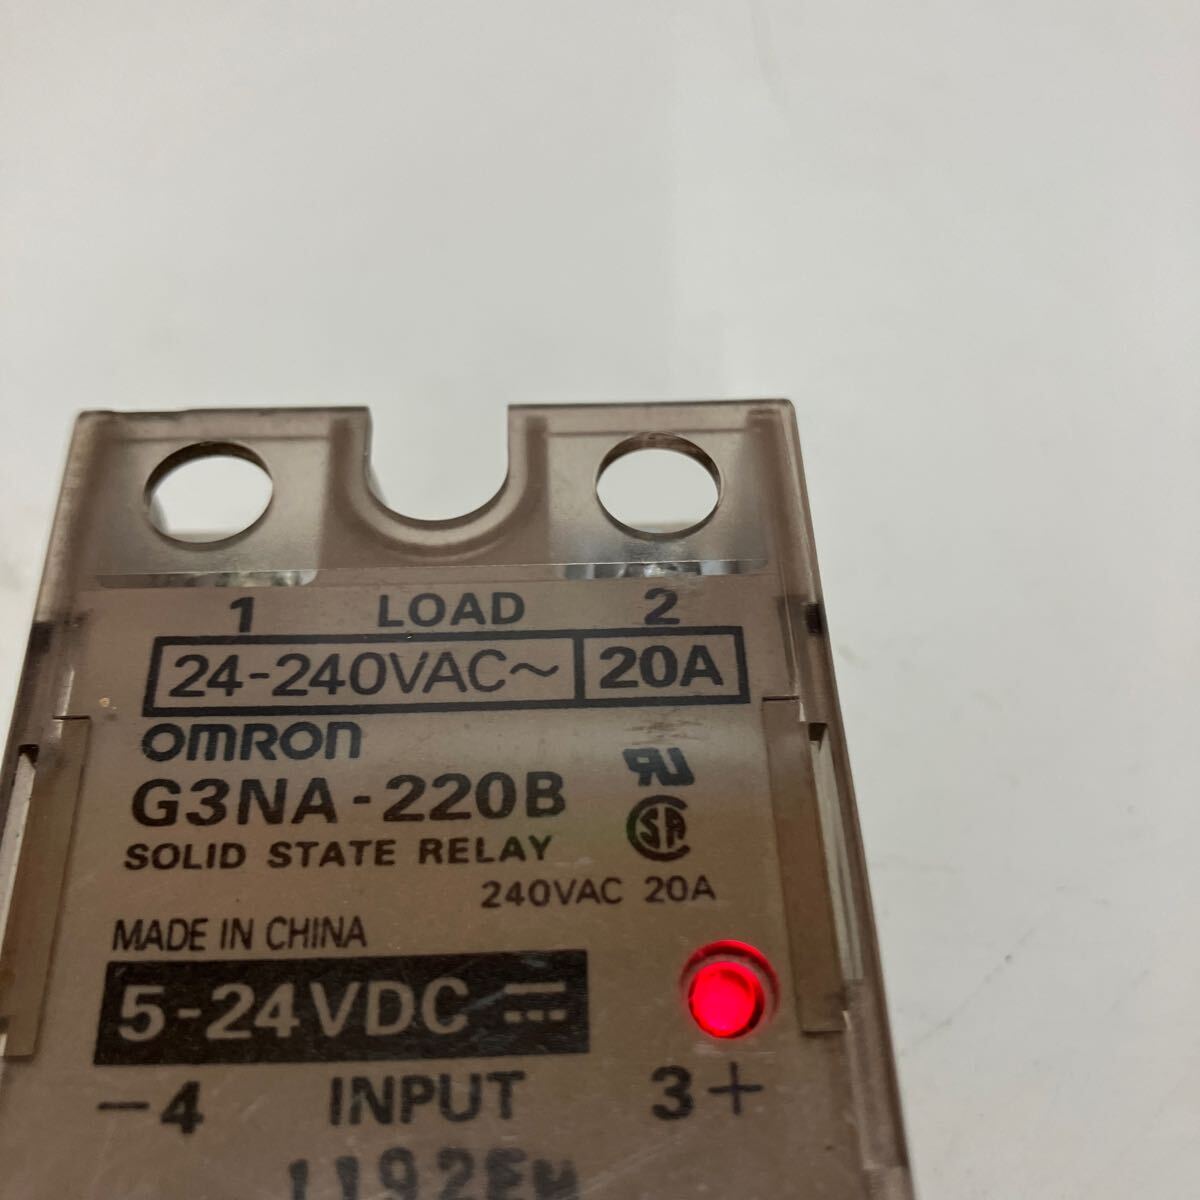 1 LOAD 2
24-240VAC~ 20A
OMRON
G3NA-220B
SOLID STATE RELAY
240VAC 20A
MADE IN CHINA
5-24VDC
-4 INPUT 3+